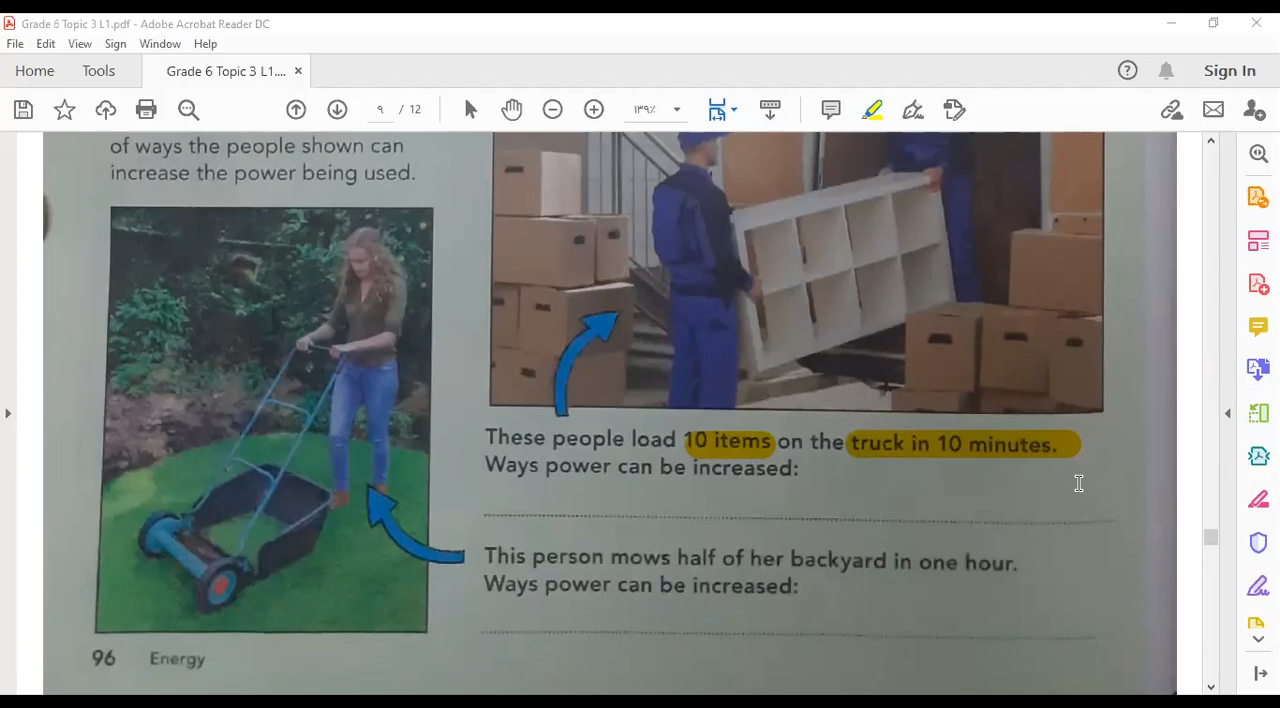 Grade 6 Topic 3 L1.pdf - Adobe Acrobat Reader DC
File Edit View Sign Window Help
Home Tools Grade 6 Topic 3 L1.... × Sign In
٩ / 12 ١٣٩٪
of ways the people shown can
increase the power being used.
These people load 10 items on the truck in 10 minutes.
Ways power can be increased:
This person mows half of her backyard in one hour.
Ways power can be increased:
96 Energy